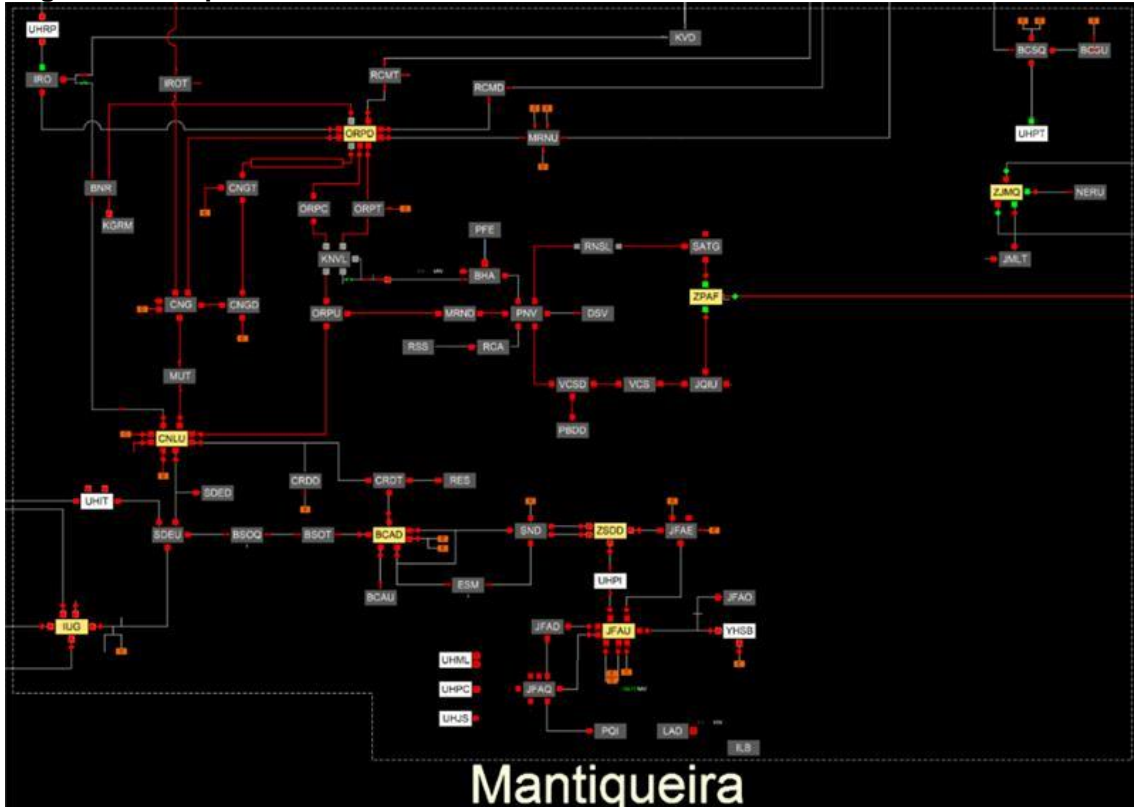 UHRP
KVD
BCSQ
BCGU
IRO
IROT
RCMT
RCMD
ORPD
MRNU
UHPT
BNR
CNGT
ORPC
ORPT
ZJMQ
NERU
KGRM
PFE
KNVL
RNSL
SATG
JMLT
BHA
ZPAF
CNG
CNGD
ORPU
MRND
PNV
DSV
RSS
RCA
MUT
VCSD
VCS
JQIU
PBDD
CNLU
CRDD
CRDT
RES
UHIT
SDED
SDEU
BSOQ
BSOT
BCAD
SND
ZSDD
JFAE
UHPI
ESM
BCAU
JFAO
IUG
JFAD
JFAU
YHSB
UHML
UHPC
JFAQ
UHJS
PQI
LAD
ILB
Mantiqueira